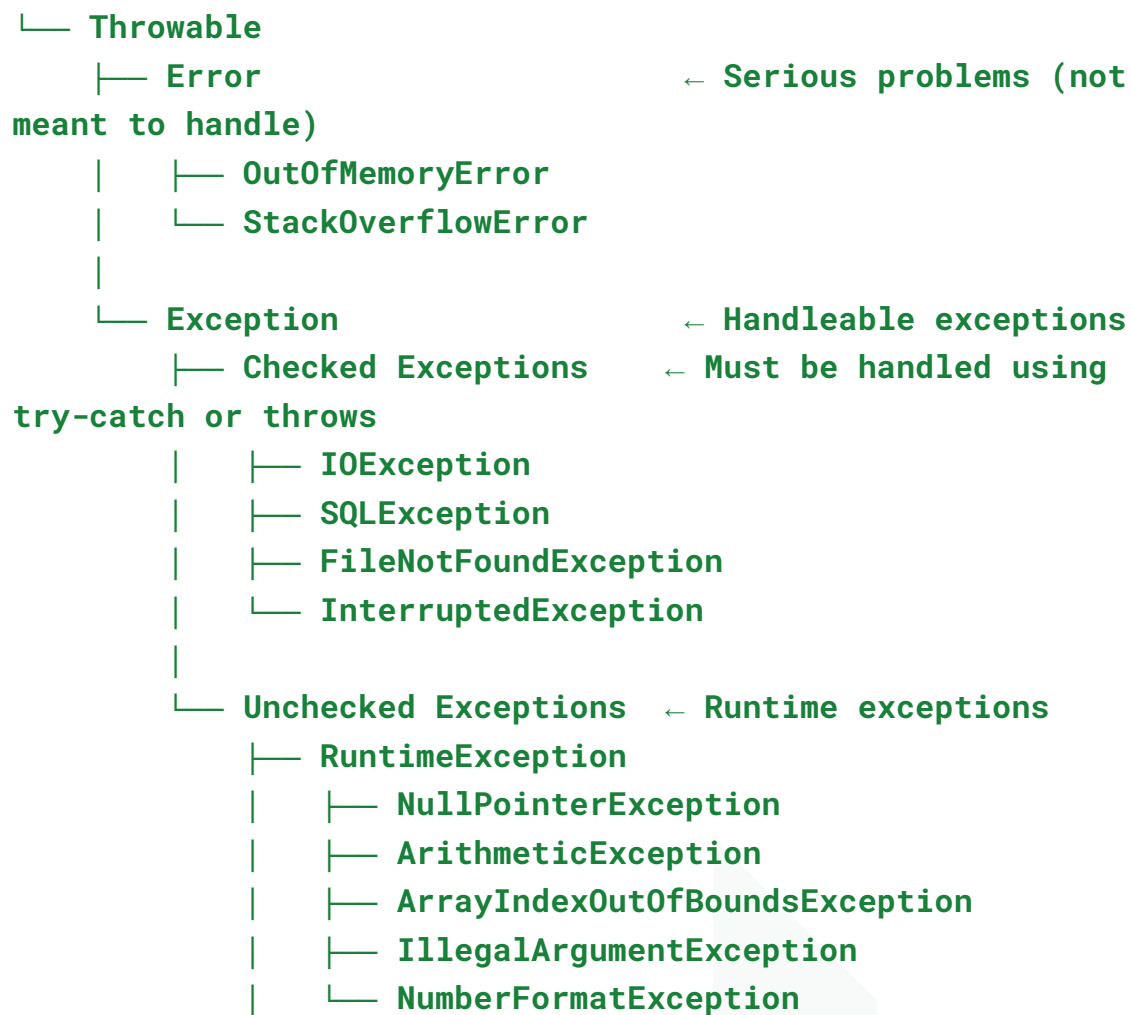 └── Throwable
    ├── Error                      ← Serious problems (not
meant to handle)
    │   ├── OutOfMemoryError
    │   └── StackOverflowError
    │
    └── Exception                  ← Handleable exceptions
        ├── Checked Exceptions    ← Must be handled using
try-catch or throws
        │   ├── IOException
        │   ├── SQLException
        │   ├── FileNotFoundException
        │   └── InterruptedException
        │
        └── Unchecked Exceptions  ← Runtime exceptions
            ├── RuntimeException
            │   ├── NullPointerException
            │   ├── ArithmeticException
            │   ├── ArrayIndexOutOfBoundsException
            │   ├── IllegalArgumentException
            │   └── NumberFormatException